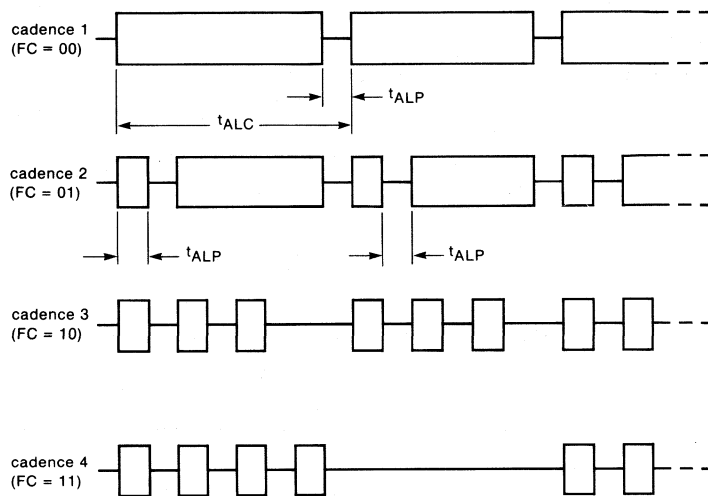 cadence 1
(FC = 00)
tALP
tALC
cadence 2
(FC = 01)
tALP
tALP
cadence 3
(FC = 10)
cadence 4
(FC = 11)